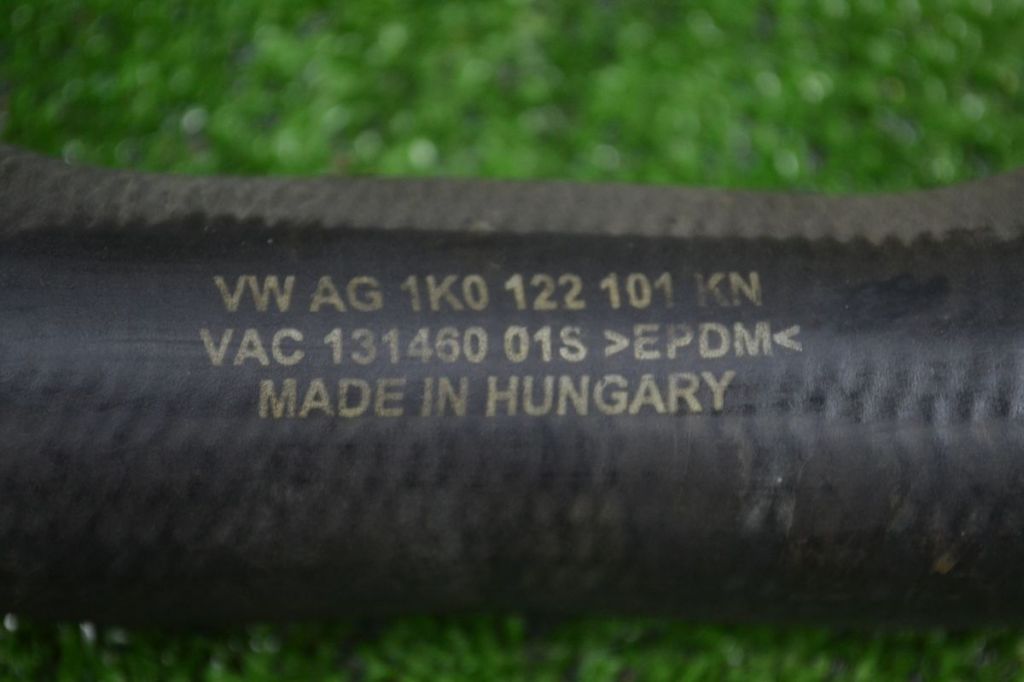 VW AG 1K0 122 101 KN
VAC 131460 01S >EPDM<
MADE IN HUNGARY